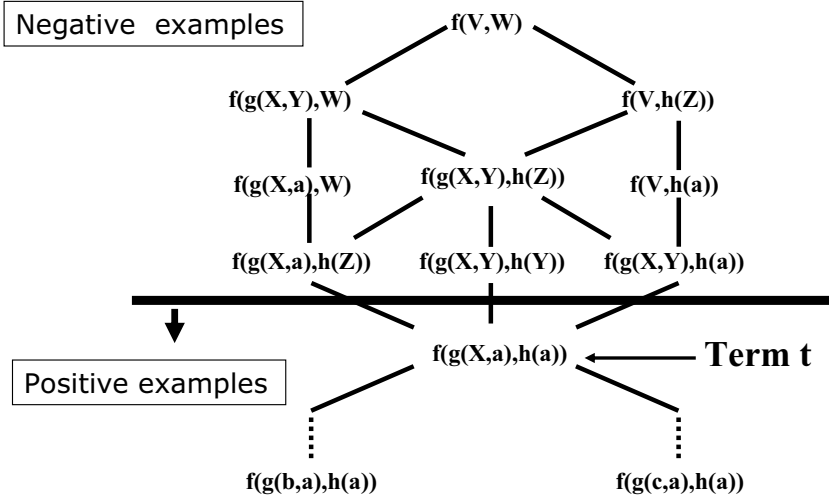 Negative examples
f(V,W)
f(g(X,Y),W)
f(V,h(Z))
f(g(X,a),W)
f(g(X,Y),h(Z))
f(V,h(a))
f(g(X,a),h(Z))
f(g(X,Y),h(Y))
f(g(X,Y),h(a))
f(g(X,a),h(a))
Term t
Positive examples
f(g(b,a),h(a))
f(g(c,a),h(a))